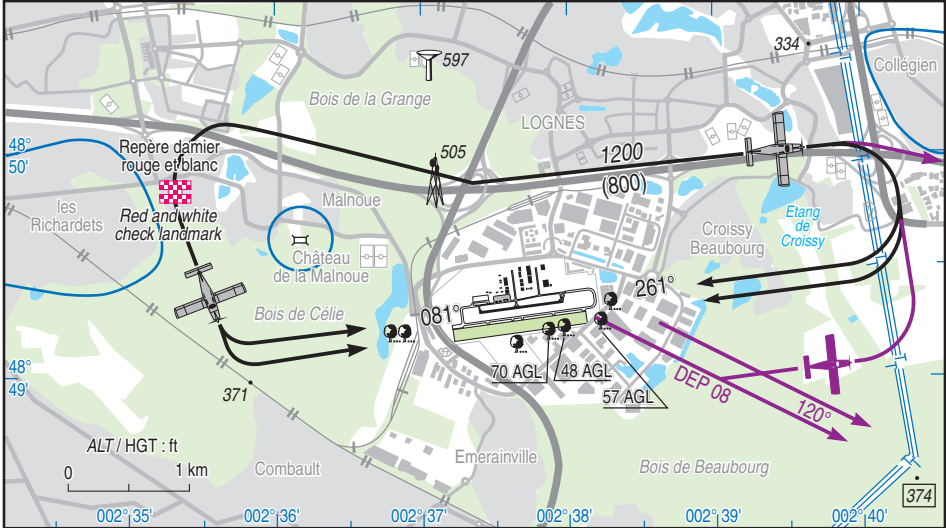 334
597
Collégien
Bois de la Grange
LOGNES
48°
50'
Repère damier
rouge et blanc
505
1200
(800)
les
Richardets
Red and white
check landmark
Malnoue
Etang
de
Croissy
Croissy
Beaubourg
Château
de la Malnoue
Bois de Célie
081°
261°
48°
49'
371
70 AGL
48 AGL
57 AGL
DEP 08
120°
ALT / HGT : ft
0
1 km
Combault
Emerainville
Bois de Beaubourg
374
002° 35'
002° 36'
002° 37'
002° 38'
002° 39'
002° 40'